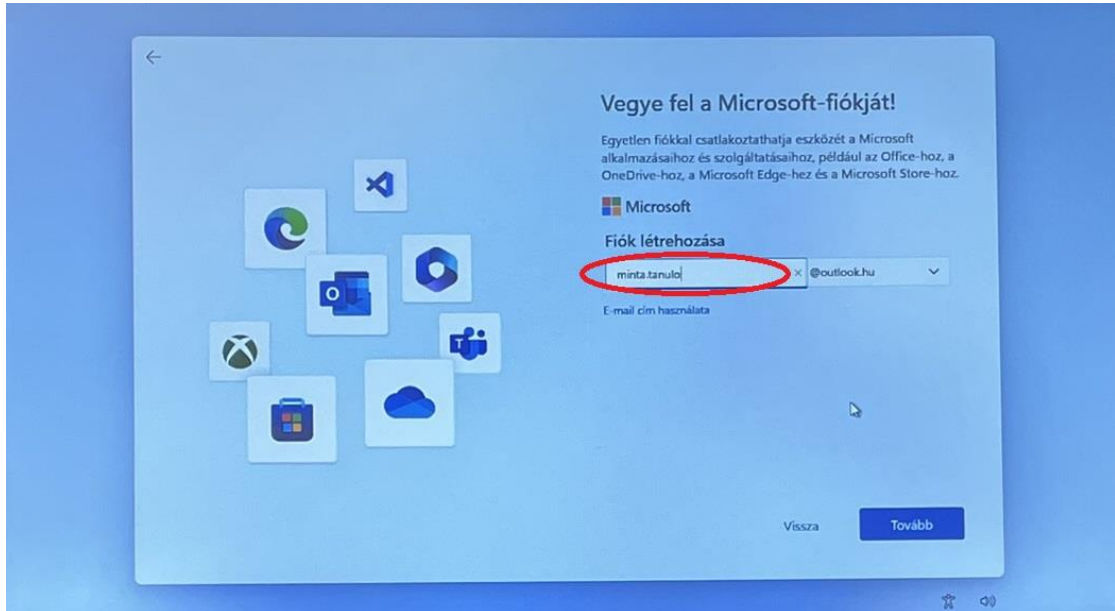 Vegye fel a Microsoft-fiókját!
Egyetlen fiókkal csatlakoztathatja eszközét a Microsoft
alkalmazásaihoz és szolgáltatásaihoz, például az Office-hoz, a
OneDrive-hoz, a Microsoft Edge-hez és a Microsoft Store-hoz.
Microsoft
Fiók létrehozása
minta.tanulo @outlook.hu
E-mail cím használata
Vissza Tovább